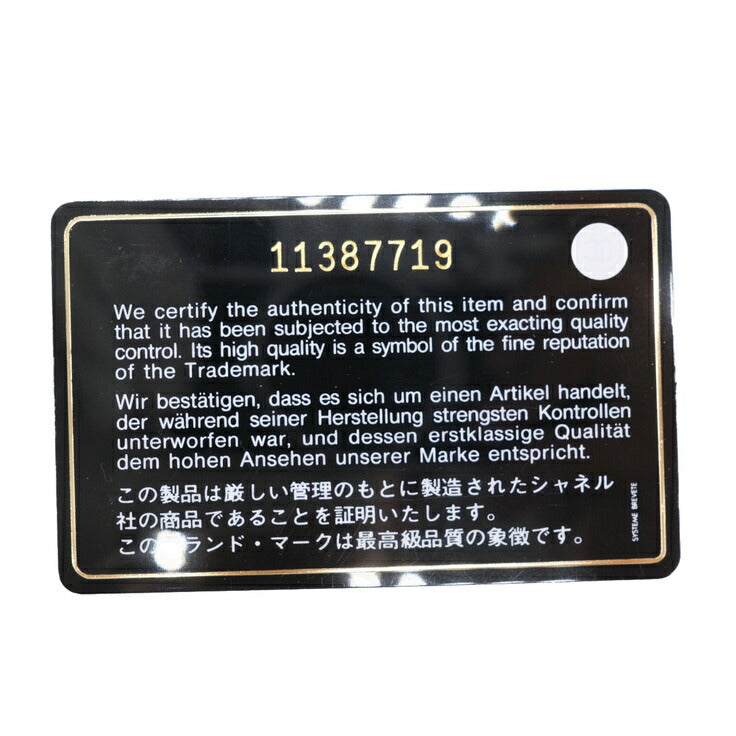 11387719
We certify the authenticity of this item and confirm
that it has been subjected to the most exacting quality
control. Its high quality is a symbol of the fine reputation
of the Trademark.
Wir bestätigen, dass es sich um einen Artikel handelt,
der während seiner Herstellung strengsten Kontrollen
unterworfen war, und dessen erstklassige Qualität
dem hohen Ansehen unserer Marke entspricht.
この製品は厳しい管理のもとに製造されたシャネル
社の商品であることを証明いたします。
このブランド・マークは最高級品質の象徴です。
SYSTEME BREVETE